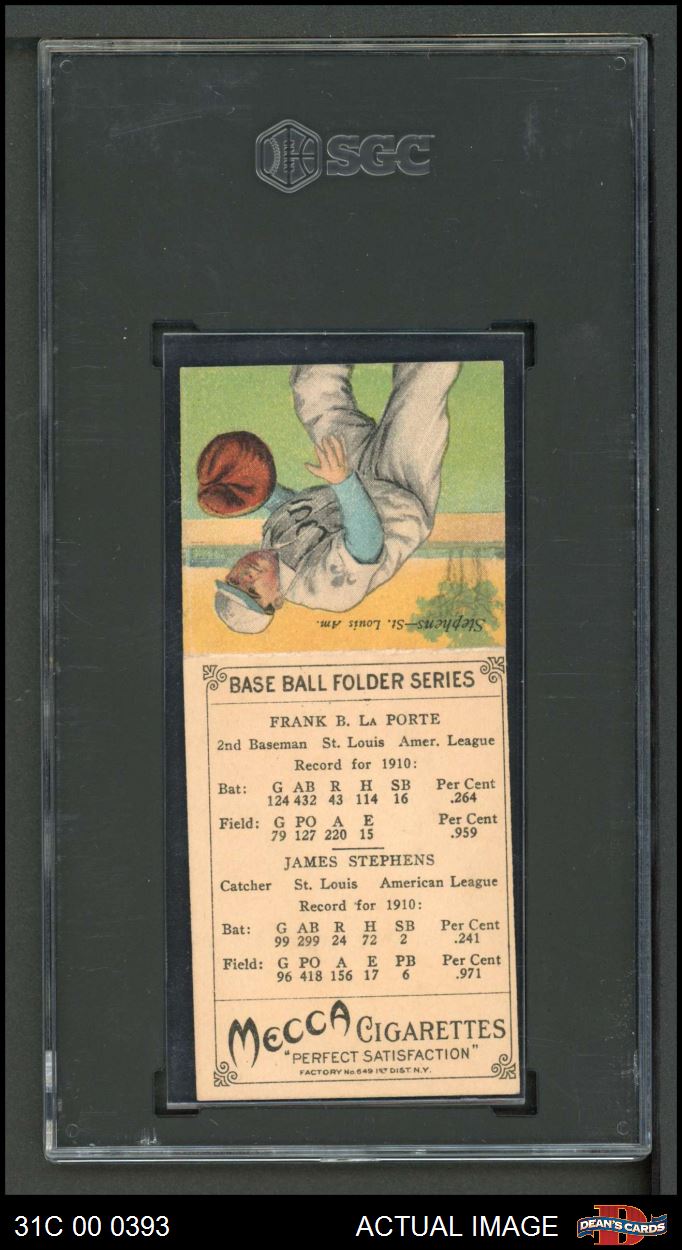 SGC
Stephens—St. Louis Am.
BASE BALL FOLDER SERIES
FRANK B. LA PORTE
2nd Baseman St. Louis Amer. League
Record for 1910:
Bat: G AB R H SB Per Cent
124 432 43 114 16 .264
Field: G PO A E Per Cent
79 127 220 15 .959
JAMES STEPHENS
Catcher St. Louis American League
Record for 1910:
Bat: G AB R H SB Per Cent
99 299 24 72 2 .241
Field: G PO A E PB Per Cent
96 418 156 17 6 .971
MECCA CIGARETTES
"PERFECT SATISFACTION"
FACTORY No. 649 1ST DIST. N.Y.
31C 00 0393
ACTUAL IMAGE
DEAN'S CARDS